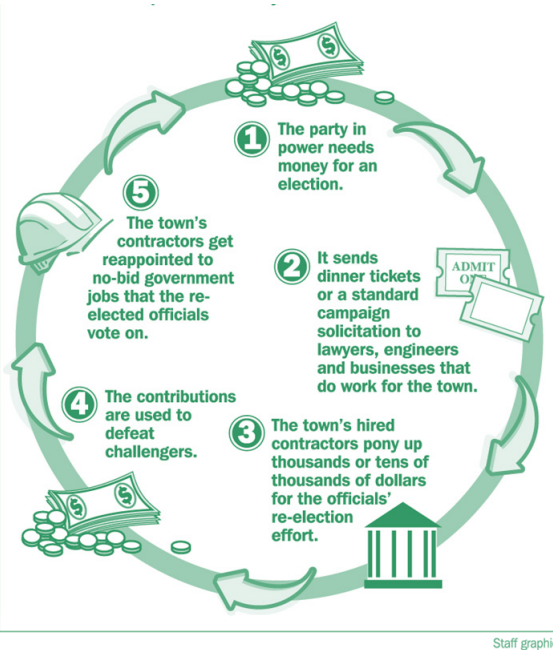 1
The party in
power needs
money for an
election.
2
It sends
dinner tickets
or a standard
campaign
solicitation to
lawyers, engineers
and businesses that
do work for the town.
ADMIT
3
The town's hired
contractors pony up
thousands or tens of
thousands of dollars
for the officials'
re-election
effort.
4
The contributions
are used to
defeat
challengers.
5
The town's
contractors get
reappointed to
no-bid government
jobs that the re-
elected officials
vote on.
Staff graphi